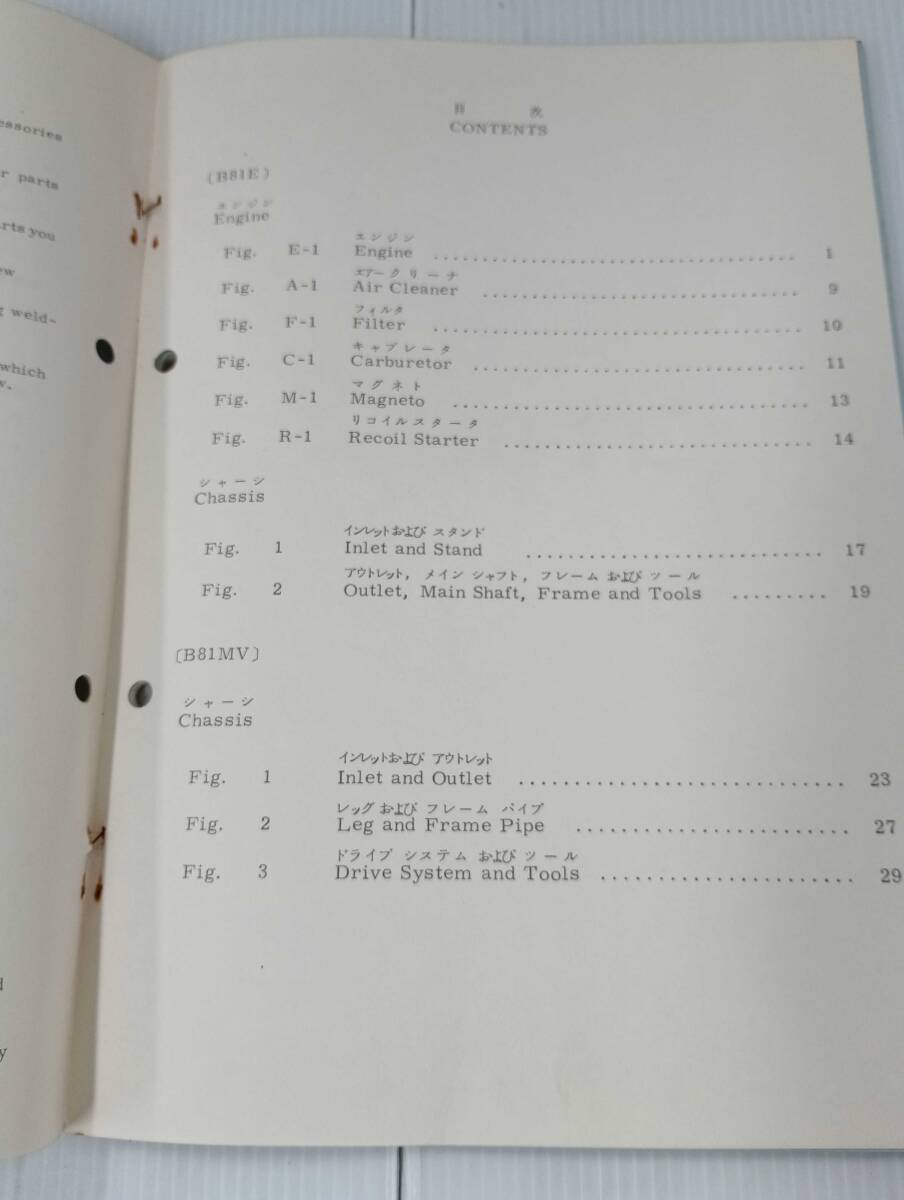 essories
r parts
rts you
ew
g weld-
which
w.
d
y
目 次
CONTENTS
〔B81E〕
エンジン
Engine
エンジン
Fig. E-1 Engine ........................................ 1
エアークリーナ
Fig. A-1 Air Cleaner ................................. 9
フィルタ
Fig. F-1 Filter ........................................ 10
キャブレータ
Fig. C-1 Carburetor ................................... 11
マグネト
Fig. M-1 Magneto ..................................... 13
リコイルスタータ
Fig. R-1 Recoil Starter ............................... 14
シャーシ
Chassis
インレットおよび スタンド
Fig. 1 Inlet and Stand ............................ 17
アウトレット, メイン シャフト, フレーム および ツール
Fig. 2 Outlet, Main Shaft, Frame and Tools ......... 19
〔B81MV〕
シャーシ
Chassis
インレットおよび アウトレット
Fig. 1 Inlet and Outlet .............................. 23
レッグ および フレーム パイプ
Fig. 2 Leg and Frame Pipe ......................... 27
ドライブ システム および ツール
Fig. 3 Drive System and Tools ....................... 29